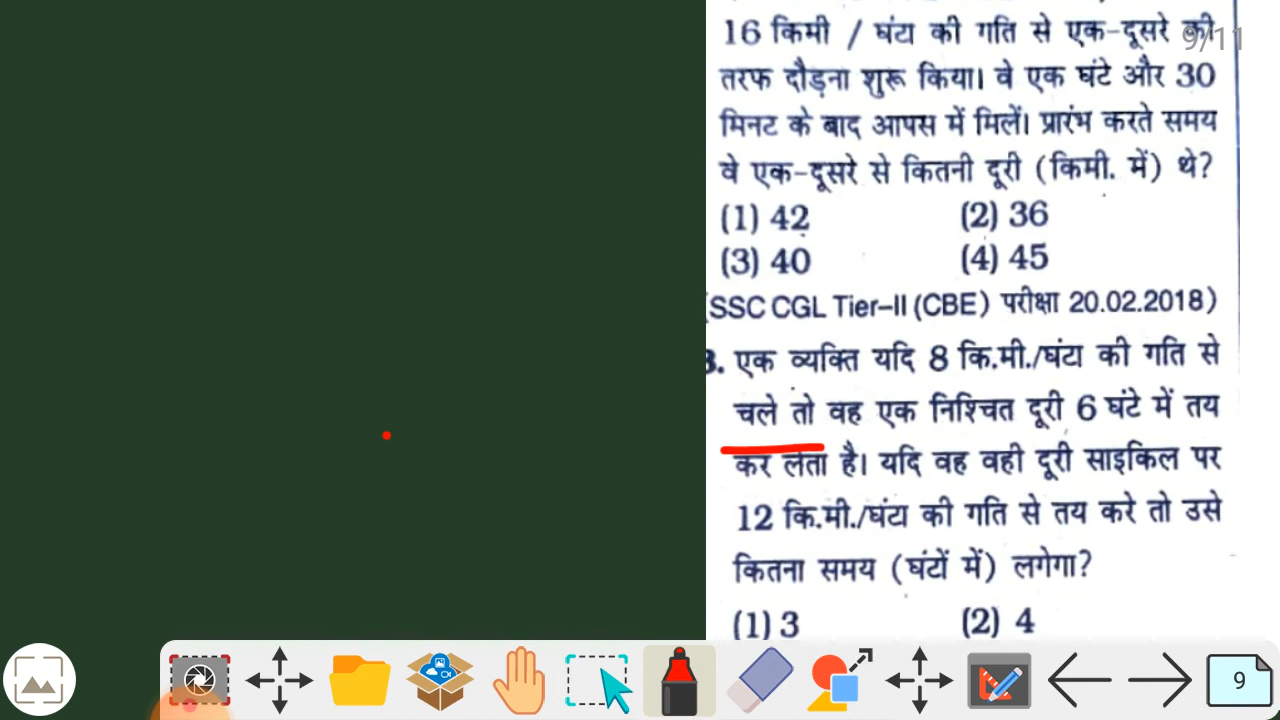 16 किमी / घंटा की गति से एक-दूसरे की
9/11
तरफ दौड़ना शुरू किया। वे एक घंटे और 30
मिनट के बाद आपस में मिलें। प्रारंभ करते समय
वे एक-दूसरे से कितनी दूरी (किमी. में) थे?
(1) 42 (2) 36
(3) 40 (4) 45
(SSC CGL Tier-II (CBE) परीक्षा 20.02.2018)
3. एक व्यक्ति यदि 8 कि.मी./घंटा की गति से
चले तो वह एक निश्चित दूरी 6 घंटे में तय
कर लेता है। यदि वह वही दूरी साइकिल पर
12 कि.मी./घंटा की गति से तय करे तो उसे
कितना समय (घंटों में) लगेगा?
(1) 3 (2) 4
9